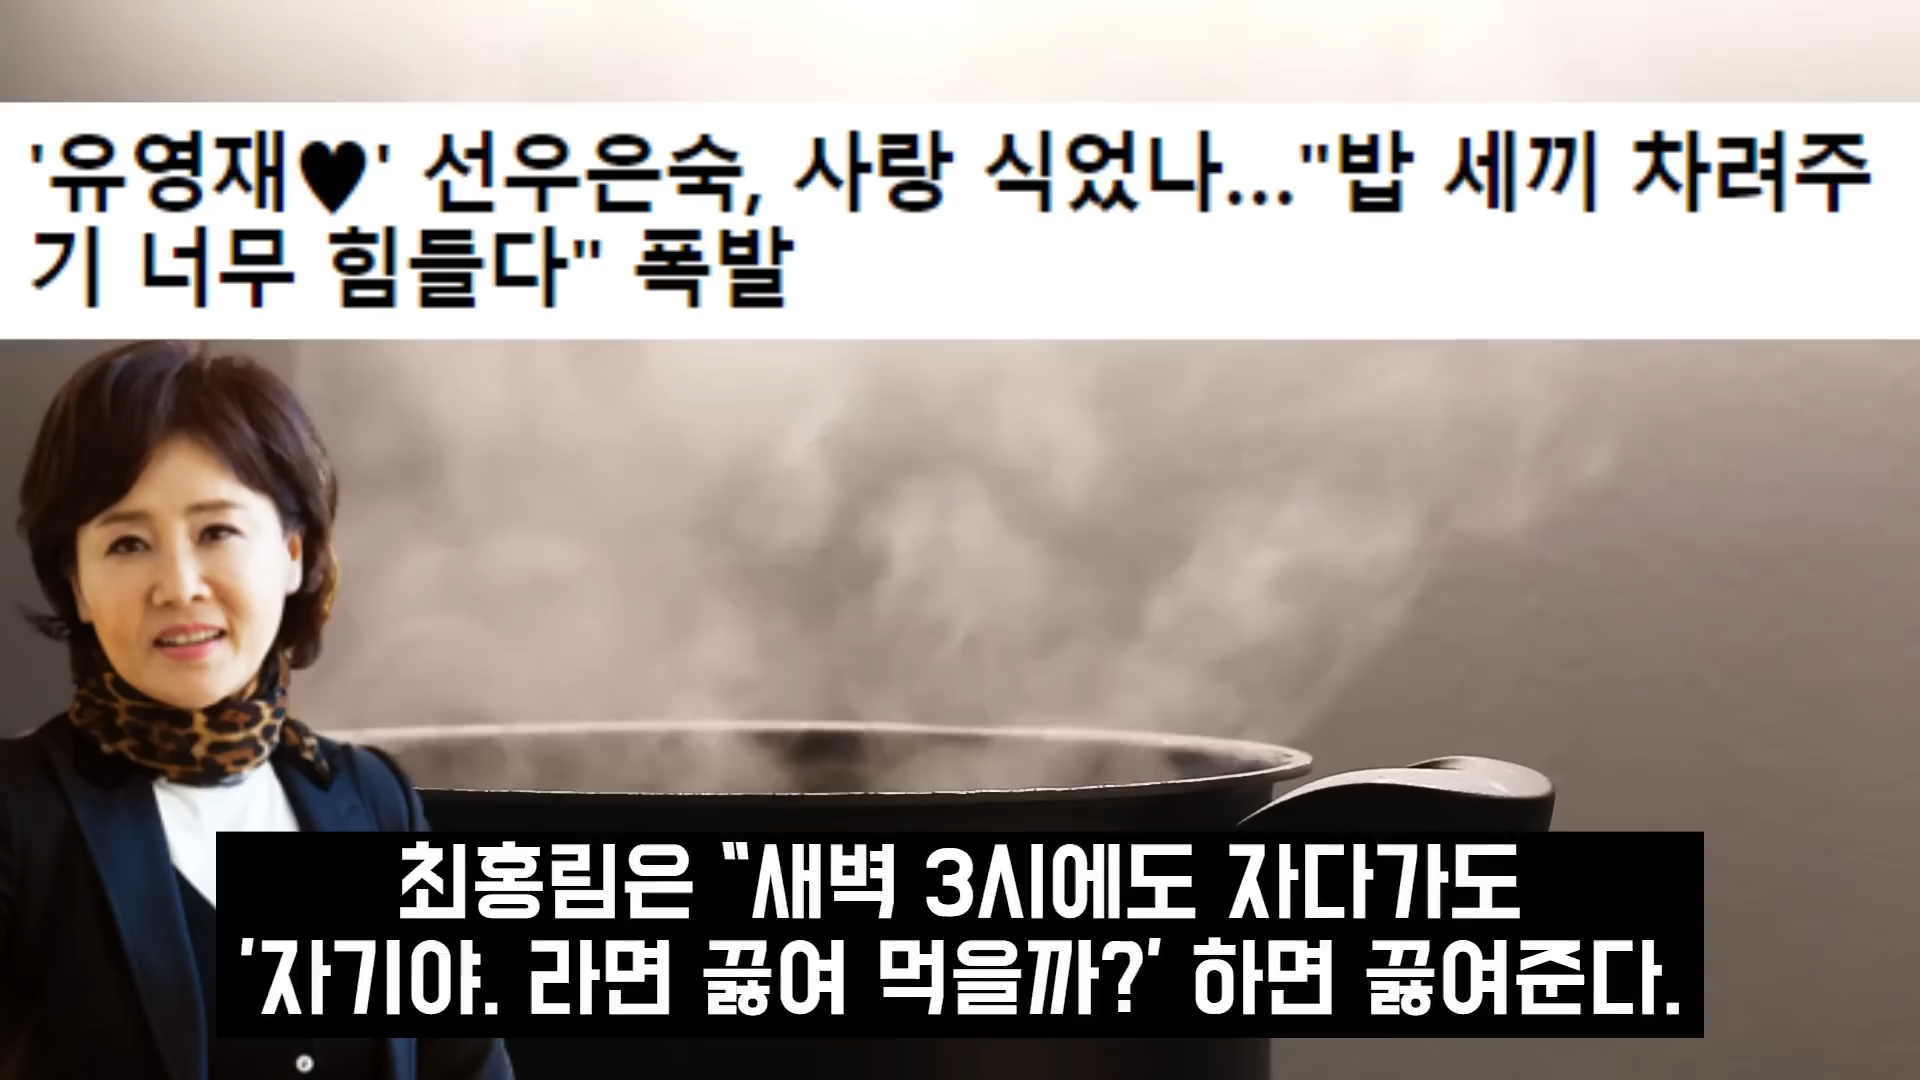 '유영재♥' 선우은숙, 사랑 식었나..."밥 세끼 차려주
기 너무 힘들다" 폭발
최홍림은 "새벽 3시에도 자다가도
'자기야. 라면 끓여 먹을까?' 하면 끓여준다.